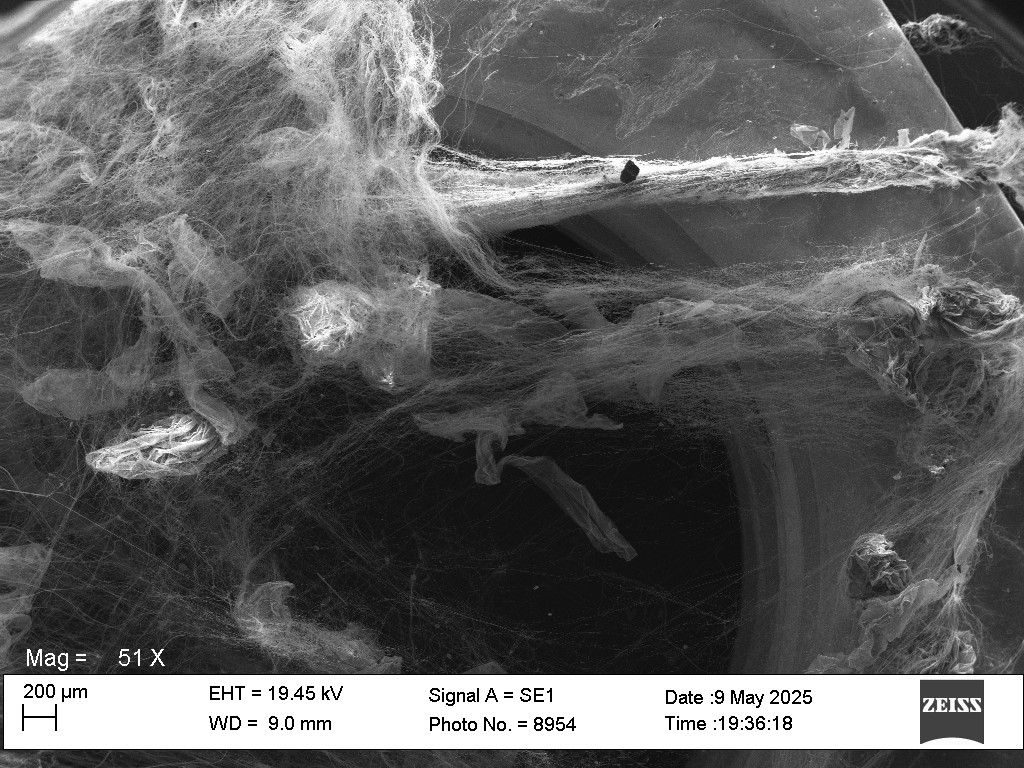 Mag = 51 X
200 µm
EHT = 19.45 kV
WD = 9.0 mm
Signal A = SE1
Photo No. = 8954
Date :9 May 2025
Time :19:36:18
ZEISS